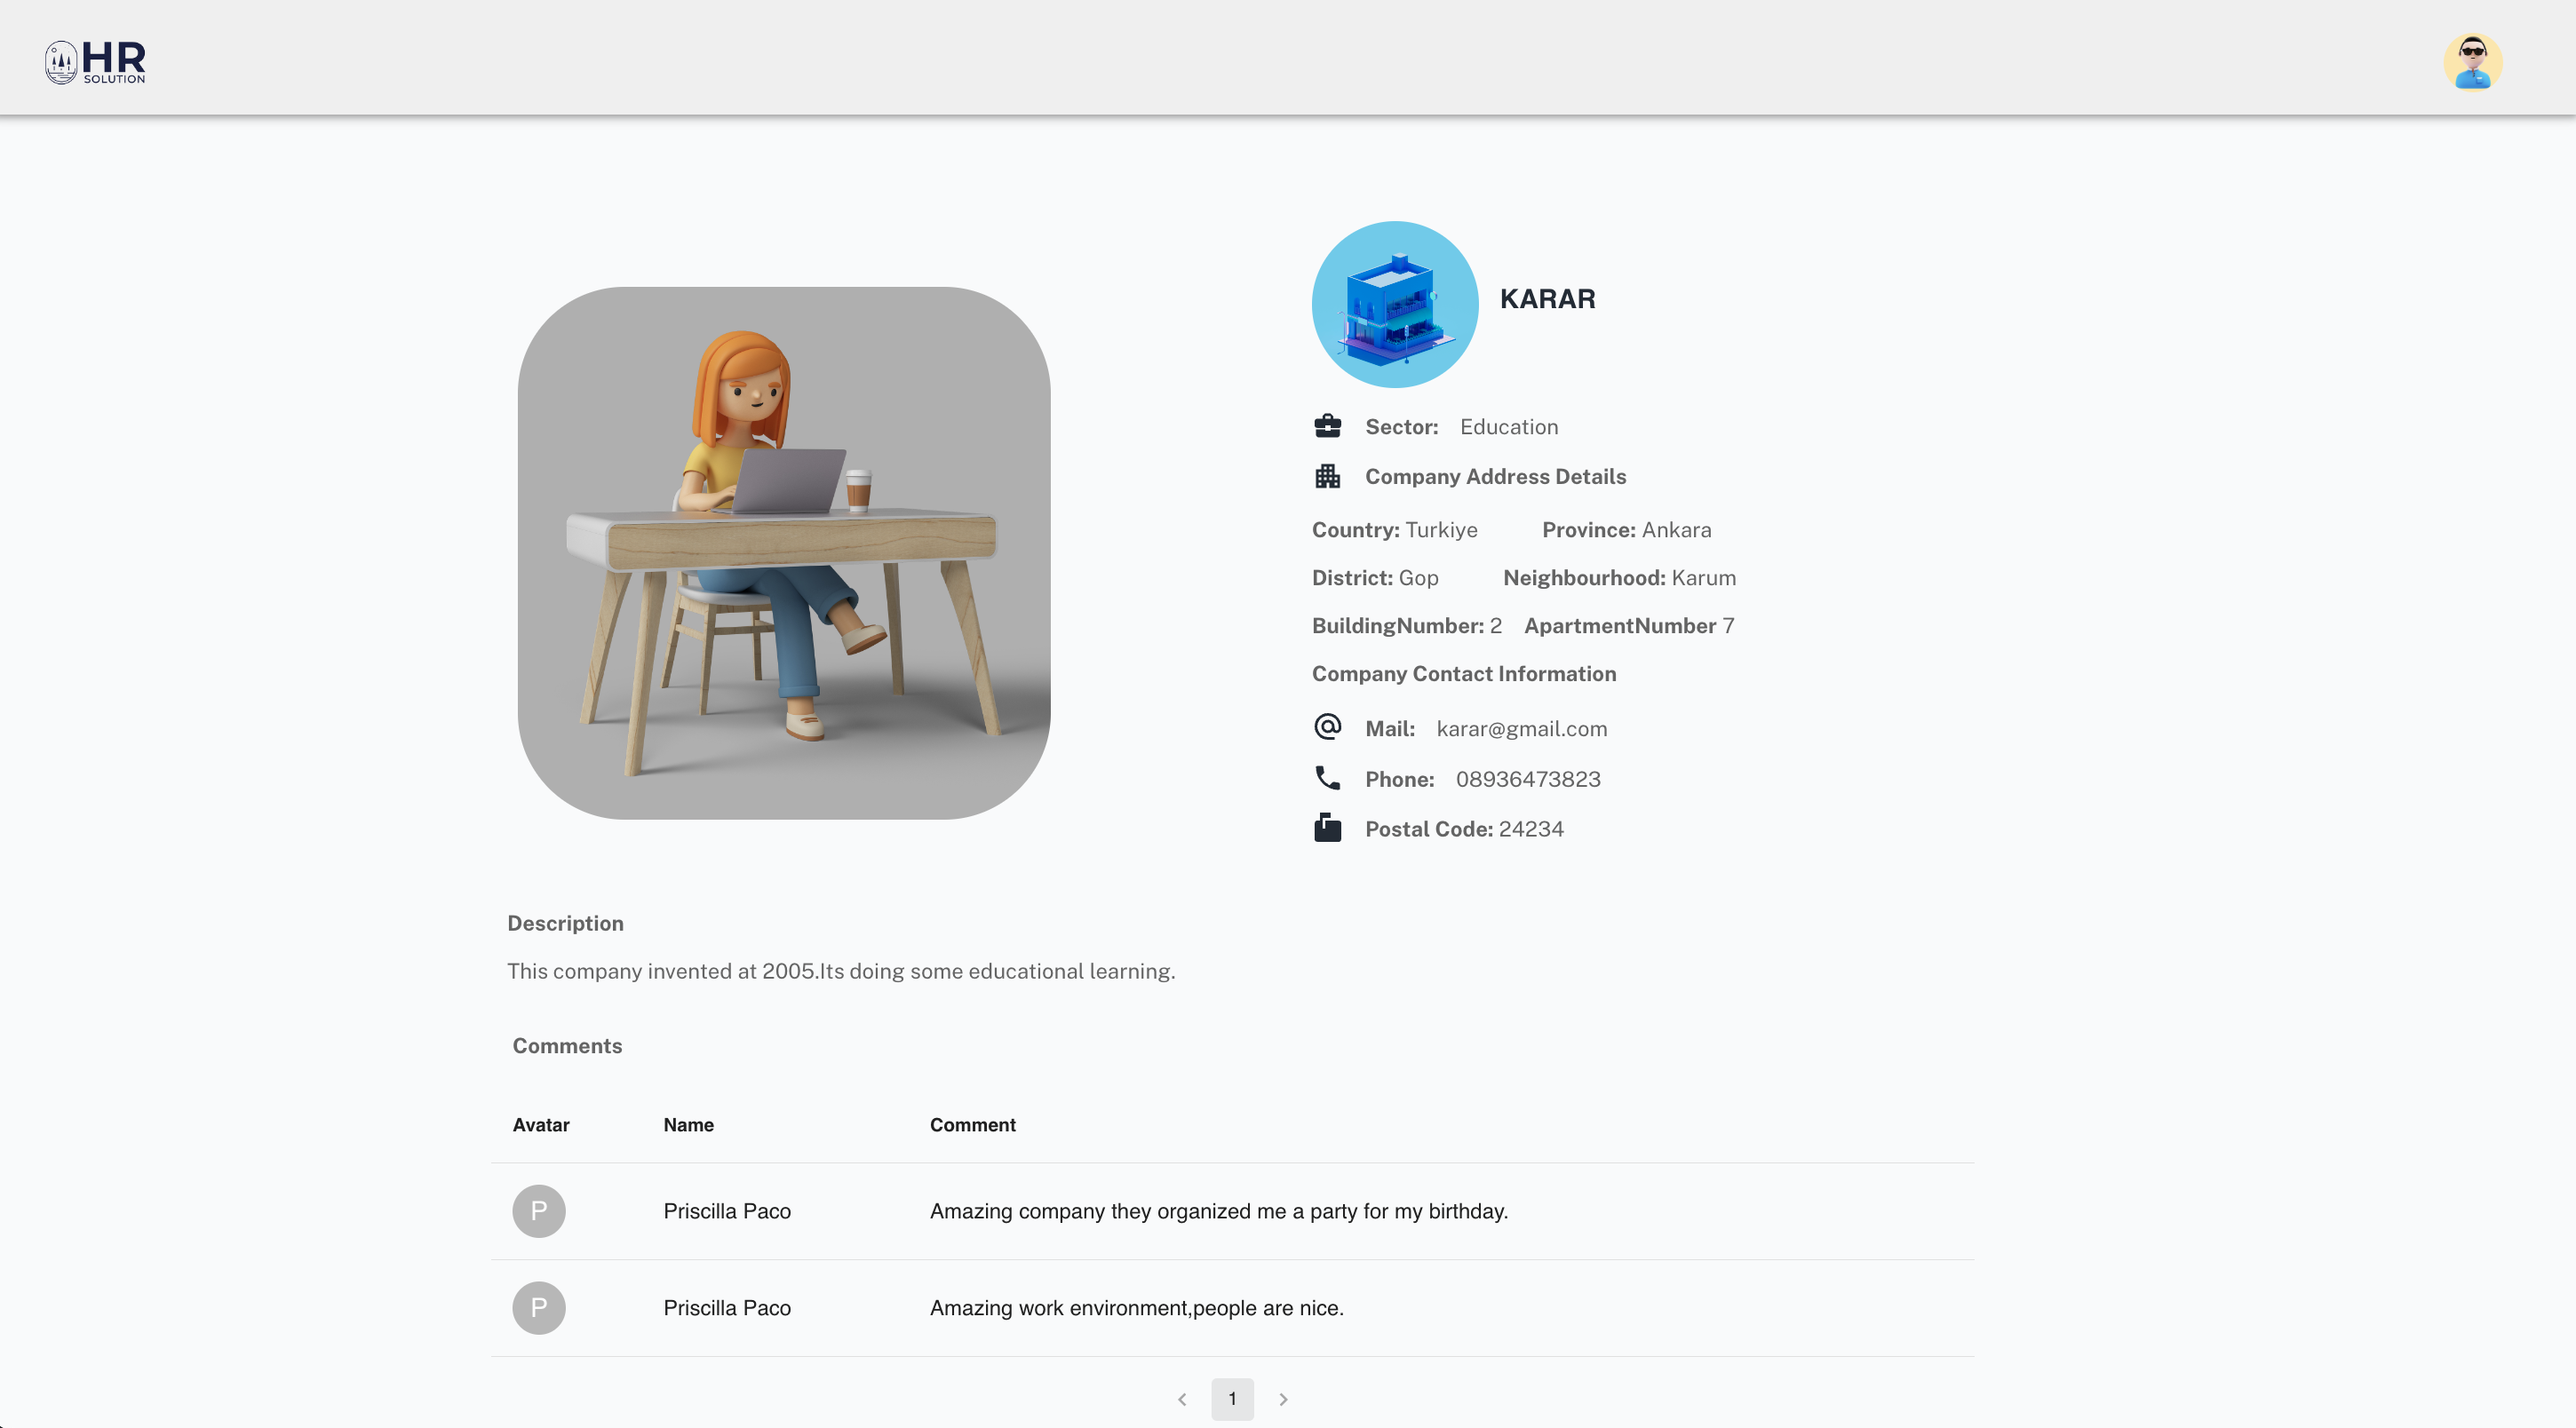 HR
SOLUTION
KARAR
Sector: Education
Company Address Details
Country: Turkiye Province: Ankara
District: Gop Neighbourhood: Karum
BuildingNumber: 2 ApartmentNumber 7
Company Contact Information
Mail: karar@gmail.com
Phone: 08936473823
Postal Code: 24234
Description
This company invented at 2005.Its doing some educational learning.
Comments
Avatar Name Comment
P Priscilla Paco Amazing company they organized me a party for my birthday.
P Priscilla Paco Amazing work environment,people are nice.
1